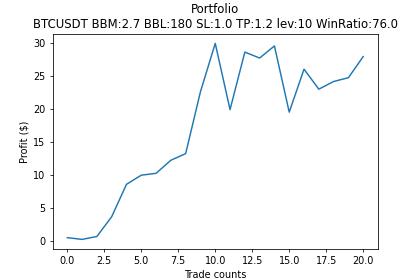 Portfolio
BTCUSDT BBM:2.7 BBL:180 SL:1.0 TP:1.2 lev:10 WinRatio:76.0
30
25
20
15
10
5
0
Profit ($)
0.0 2.5 5.0 7.5 10.0 12.5 15.0 17.5 20.0
Trade counts